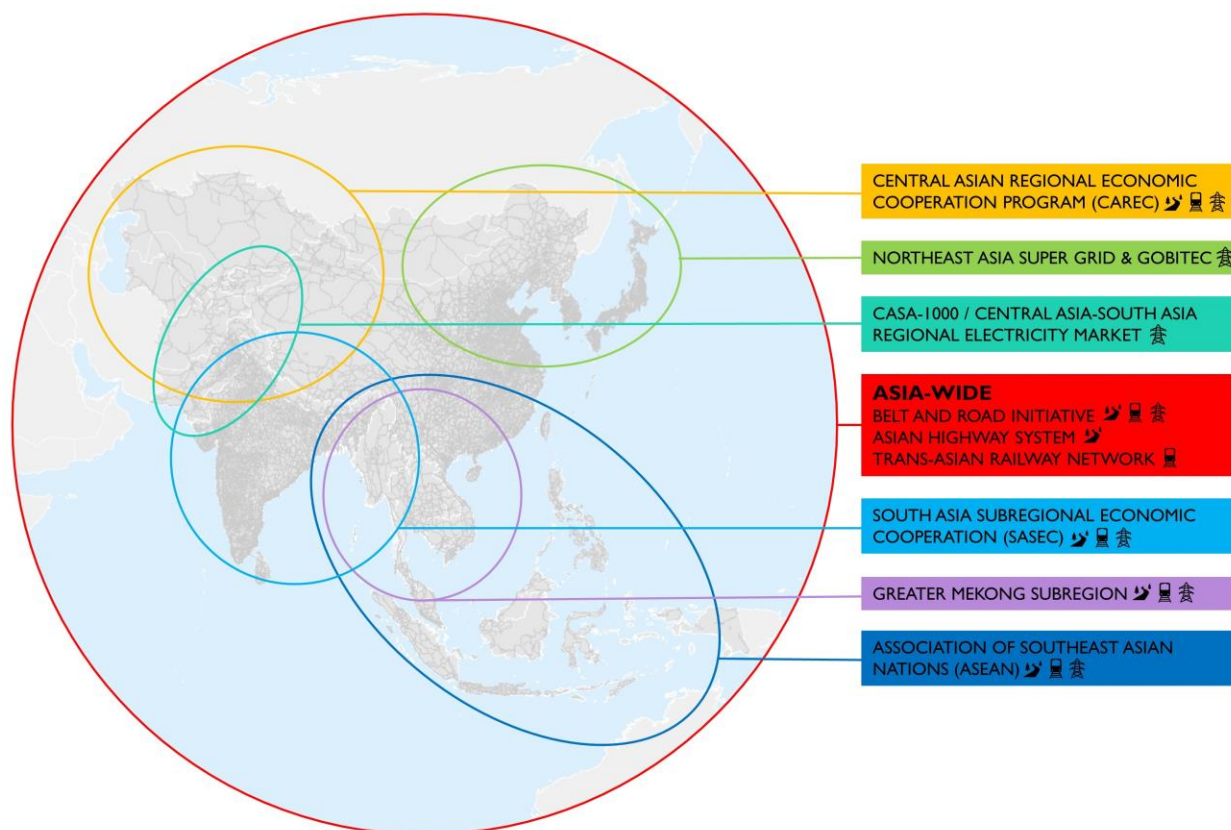 CENTRAL ASIAN REGIONAL ECONOMIC
COOPERATION PROGRAM (CAREC)
NORTHEAST ASIA SUPER GRID & GOBITEC
CASA-1000 / CENTRAL ASIA-SOUTH ASIA
REGIONAL ELECTRICITY MARKET
ASIA-WIDE
BELT AND ROAD INITIATIVE
ASIAN HIGHWAY SYSTEM
TRANS-ASIAN RAILWAY NETWORK
SOUTH ASIA SUBREGIONAL ECONOMIC
COOPERATION (SASEC)
GREATER MEKONG SUBREGION
ASSOCIATION OF SOUTHEAST ASIAN
NATIONS (ASEAN)